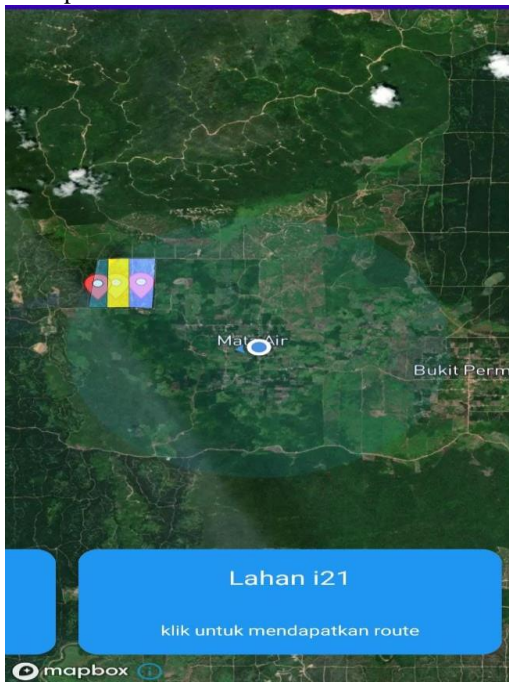 Mata Air
Bukit Perm
Lahan i21
klik untuk mendapatkan route
mapbox